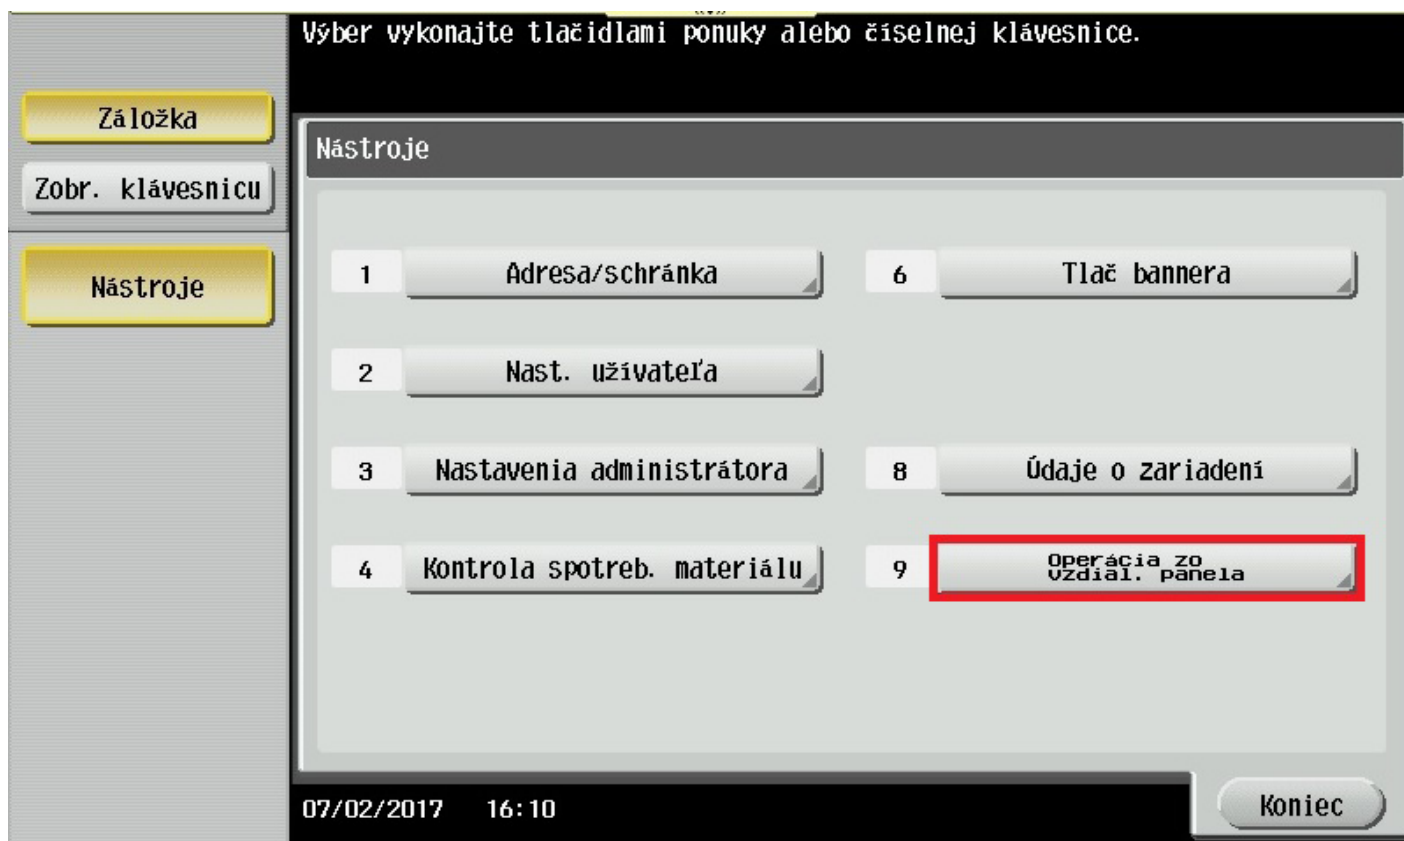 Výber vykonajte tlačidlami ponuky alebo číselnej klávesnice.
Záložka
Zobr. klávesnicu
Nástroje
Nástroje
1 Adresa/schránka
6 Tlač bannera
2 Nast. užívateľa
3 Nastavenia administrátora
8 Údaje o zariadení
4 Kontrola spotreb. materiálu
9 Operácia zo
vzdial. panela
07/02/2017 16:10
Koniec